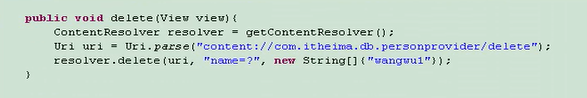 public void delete(View view){
ContentResolver resolver = getContentResolver();
Uri uri = Uri.parse("content://com.itheima.db.personprovider/delete");
resolver.delete(uri, "name=?", new String[]{"wangwu1"});
}